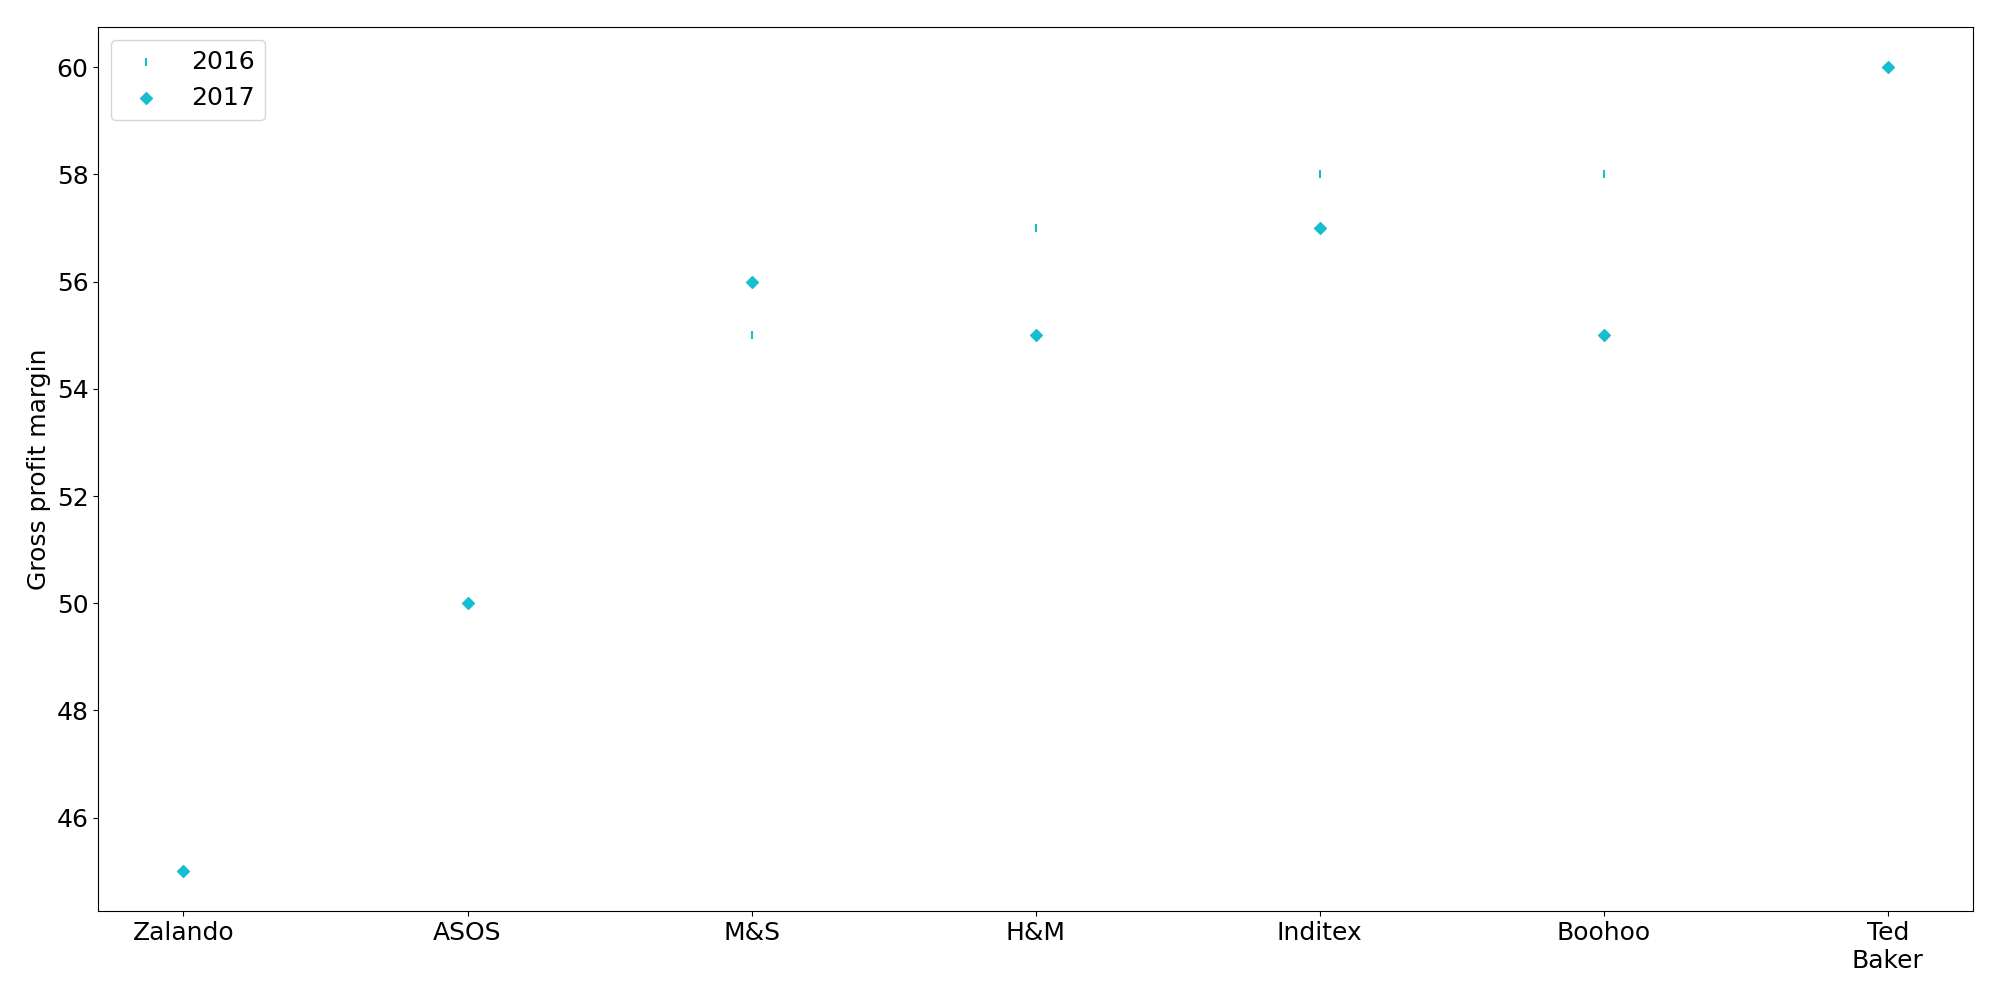 2016
2017
Gross profit margin
60
58
56
54
52
50
48
46
Zalando
ASOS
M&S
H&M
Inditex
Boohoo
Ted
Baker